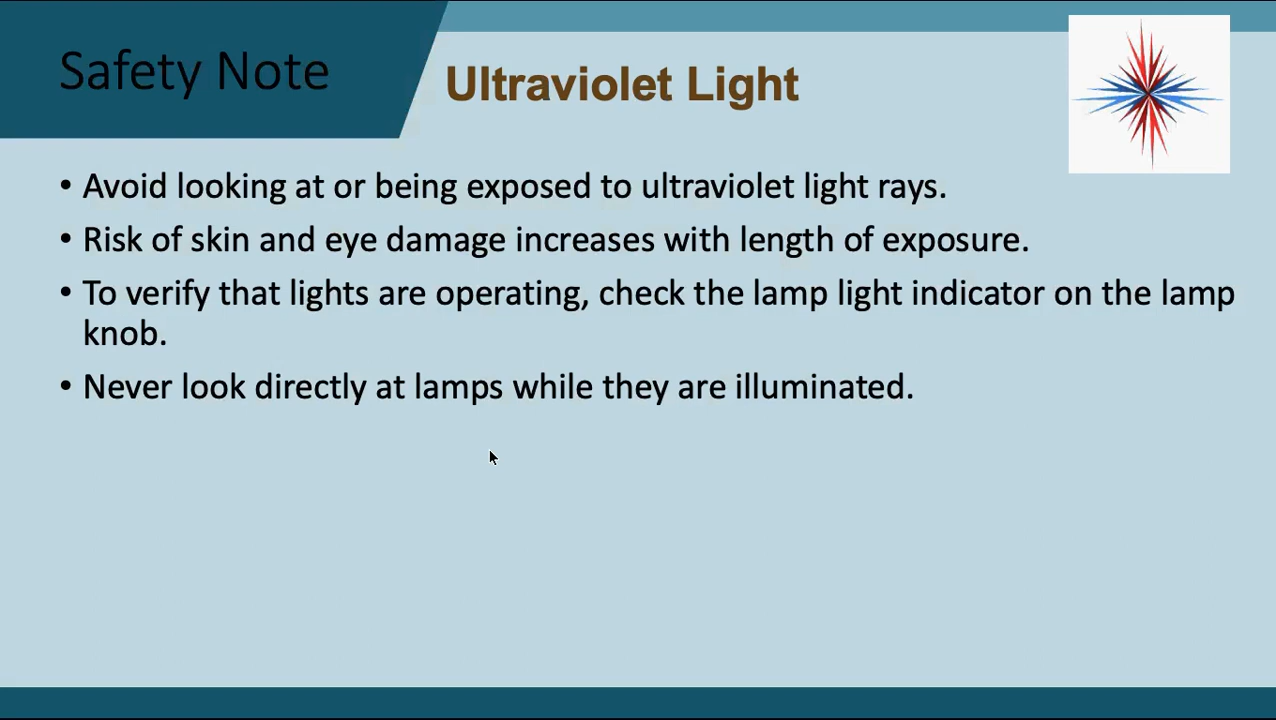 Safety Note
Ultraviolet Light
• Avoid looking at or being exposed to ultraviolet light rays.
• Risk of skin and eye damage increases with length of exposure.
• To verify that lights are operating, check the lamp light indicator on the lamp
knob.
• Never look directly at lamps while they are illuminated.